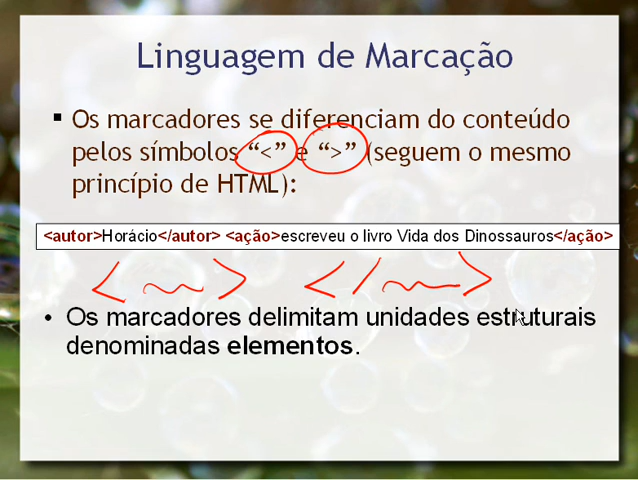 Linguagem de Marcação
Os marcadores se diferenciam do conteúdo
pelos símbolos “<” e “>” (seguem o mesmo
princípio de HTML):
<autor>Horácio</autor> <ação>escreveu o livro Vida dos Dinossauros</ação>
< ~ > </ ~ >
• Os marcadores delimitam unidades estruturais
denominadas elementos.